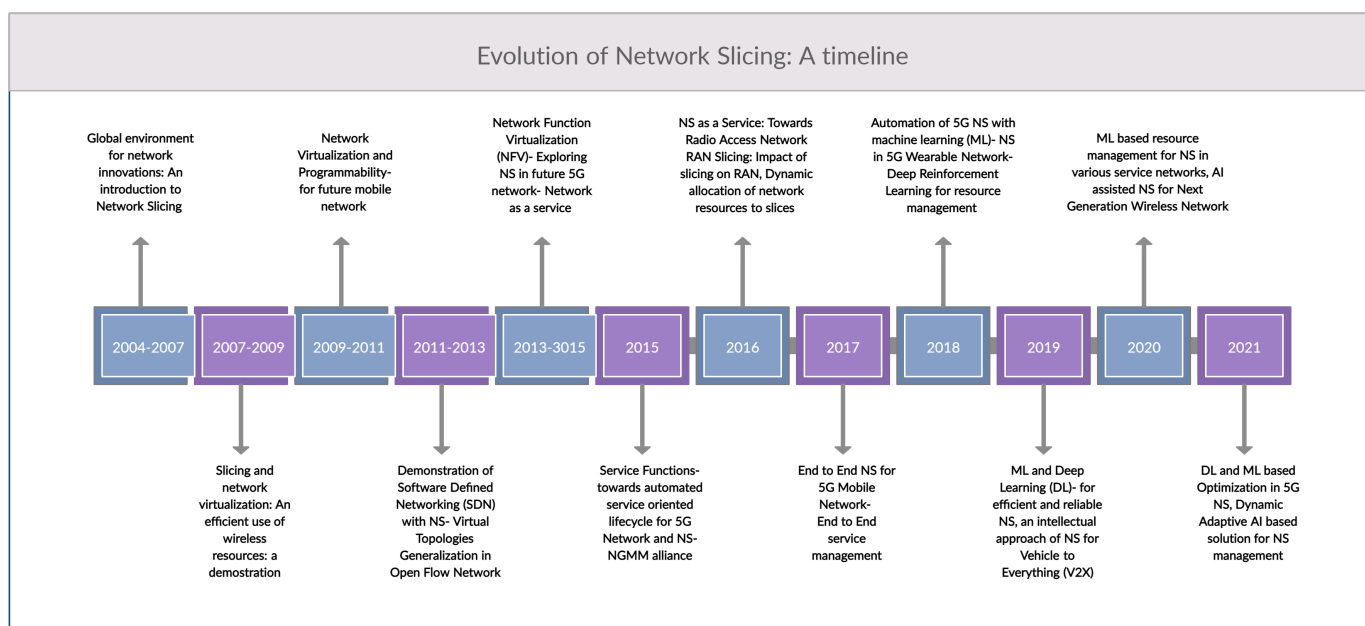 Evolution of Network Slicing: A timeline
Global environment
for network
innovations: An
introduction to
Network Slicing
Network
Virtualization and
Programmability-
for future mobile
network
Network Function
Virtualization
(NFV)- Exploring
NS in future 5G
network- Network
as a service
NS as a Service: Towards
Radio Access Network
RAN Slicing: Impact of
slicing on RAN, Dynamic
allocation of network
resources to slices
Automation of 5G NS with
machine learning (ML)- NS
in 5G Wearable Network-
Deep Reinforcement
Learning for resource
management
ML based resource
management for NS in
various service networks, AI
assisted NS for Next
Generation Wireless Network
2004-2007
2007-2009
2009-2011
2011-2013
2013-3015
2015
2016
2017
2018
2019
2020
2021
Slicing and
network
virtualization: An
efficient use of
wireless
resources: a
demostration
Demonstration of
Software Defined
Networking (SDN)
with NS- Virtual
Topologies
Generalization in
Open Flow Network
Service Functions-
towards automated
service oriented
lifecycle for 5G
Network and NS-
NGMM alliance
End to End NS for
5G Mobile
Network-
End to End
service
management
ML and Deep
Learning (DL)- for
efficient and reliable
NS, an intellectual
approach of NS for
Vehicle to
Everything (V2X)
DL and ML based
Optimization in 5G
NS, Dynamic
Adaptive AI based
solution for NS
management